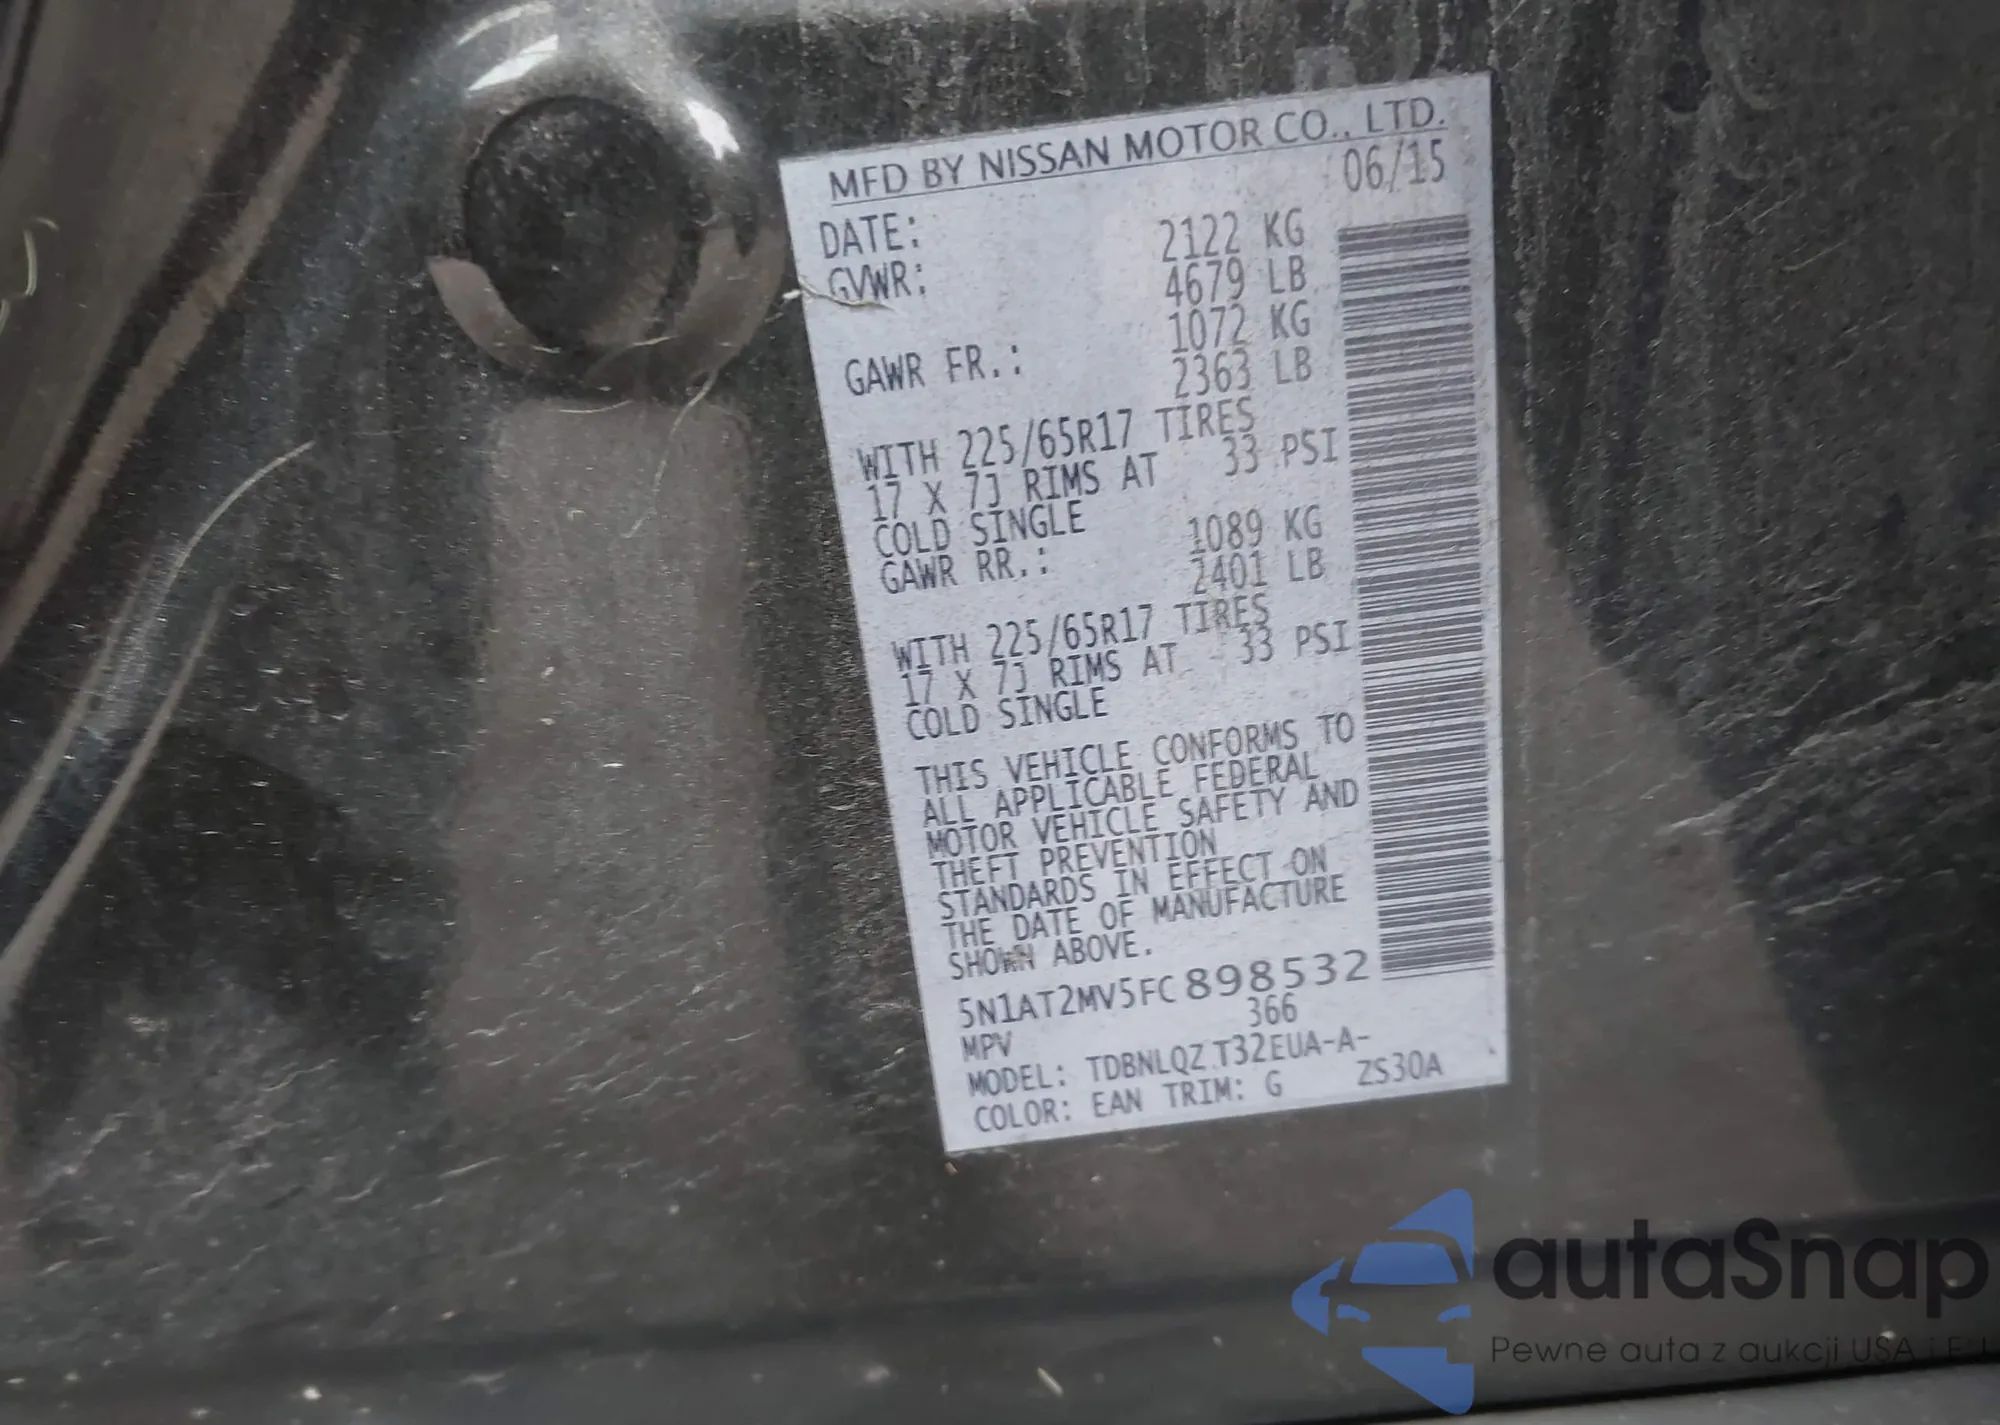 MFD BY NISSAN MOTOR CO., LTD.
DATE: 06/15
GVWR: 2122 KG
4679 LB
GAWR FR.: 1072 KG
2363 LB
WITH 225/65R17 TIRES
17 X 7J RIMS AT 33 PSI
COLD SINGLE
GAWR RR.: 1089 KG
2401 LB
WITH 225/65R17 TIRES
17 X 7J RIMS AT 33 PSI
COLD SINGLE
THIS VEHICLE CONFORMS TO
ALL APPLICABLE FEDERAL
MOTOR VEHICLE SAFETY AND
THEFT PREVENTION
STANDARDS IN EFFECT ON
THE DATE OF MANUFACTURE
SHOWN ABOVE.
5N1AT2MV5FC898532
MPV 366
MODEL: TDBNLQZ T32EUA-A-
COLOR: EAN TRIM: G ZS30A
autaSnap
Pewne auta z aukcji USA i